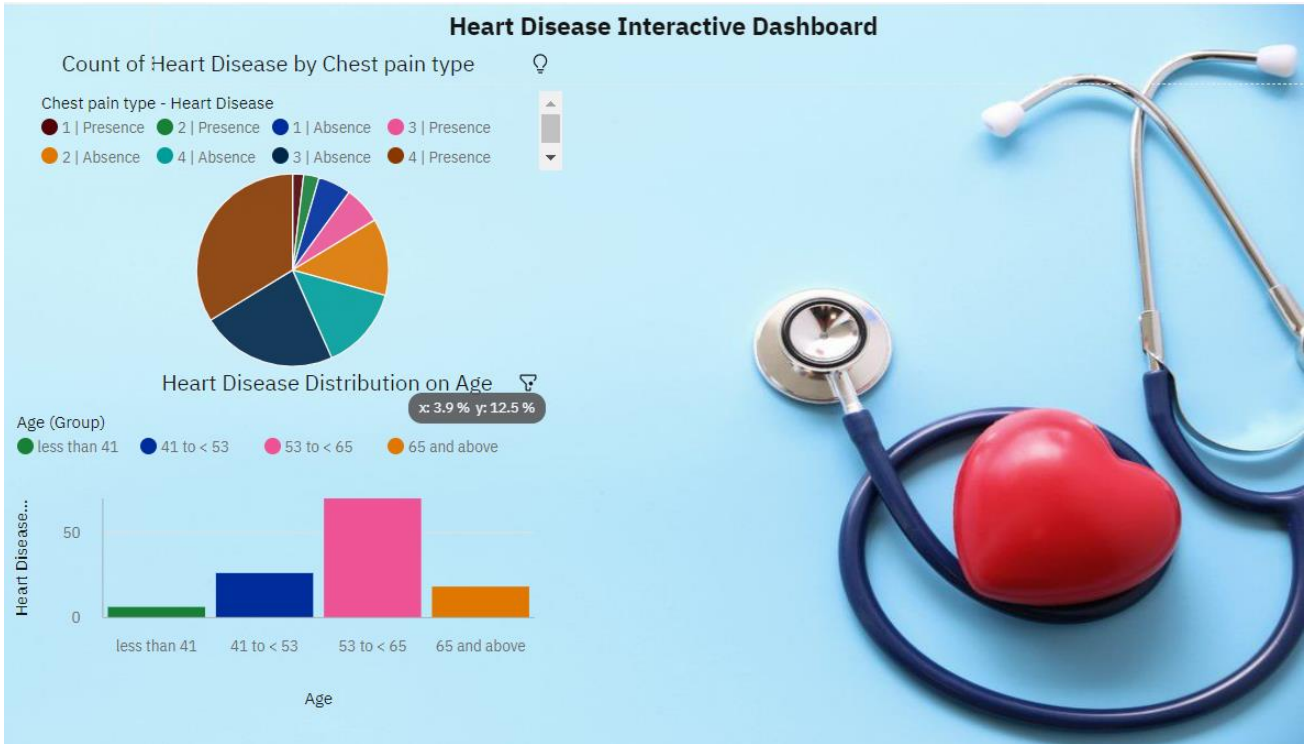 Heart Disease Interactive Dashboard
Count of Heart Disease by Chest pain type
Chest pain type - Heart Disease
1 | Presence 2 | Presence 1 | Absence 3 | Presence
2 | Absence 4 | Absence 3 | Absence 4 | Presence
Heart Disease Distribution on Age
x: 3.9 % y: 12.5 %
Age (Group)
less than 41 41 to < 53 53 to < 65 65 and above
Heart Disease...
50
0
less than 41 41 to < 53 53 to < 65 65 and above
Age